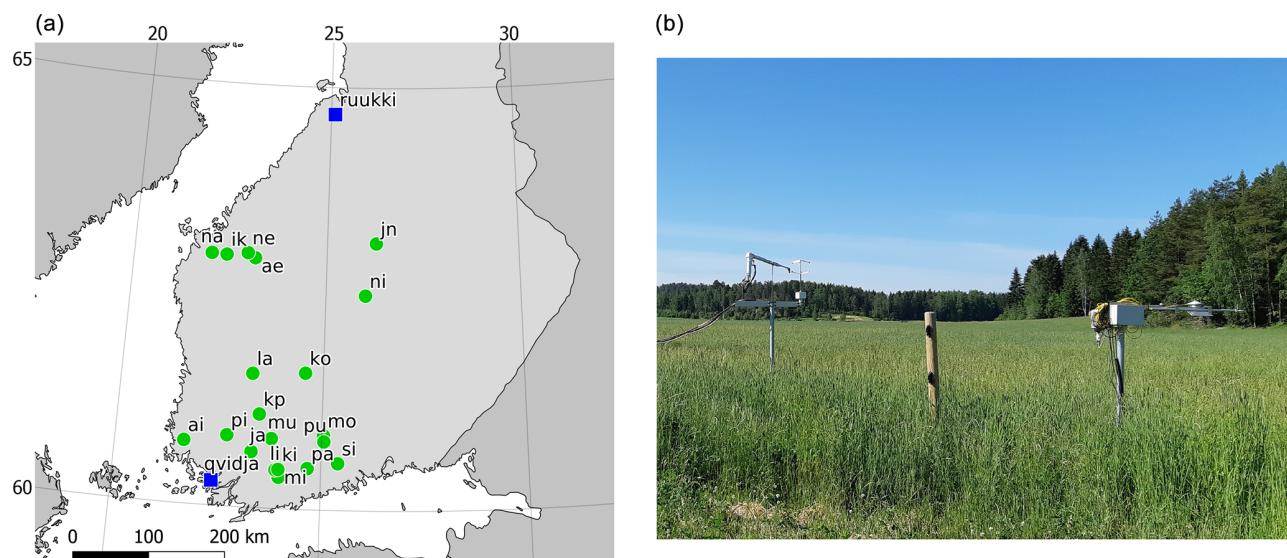 (a)
(b)
20 25 30
65
ruukki
na ik ne
ae
jn
ni
la ko
kp
ai pi mu pu mo
ja
li ki pa si
qvidja
mi
60
0 100 200 km